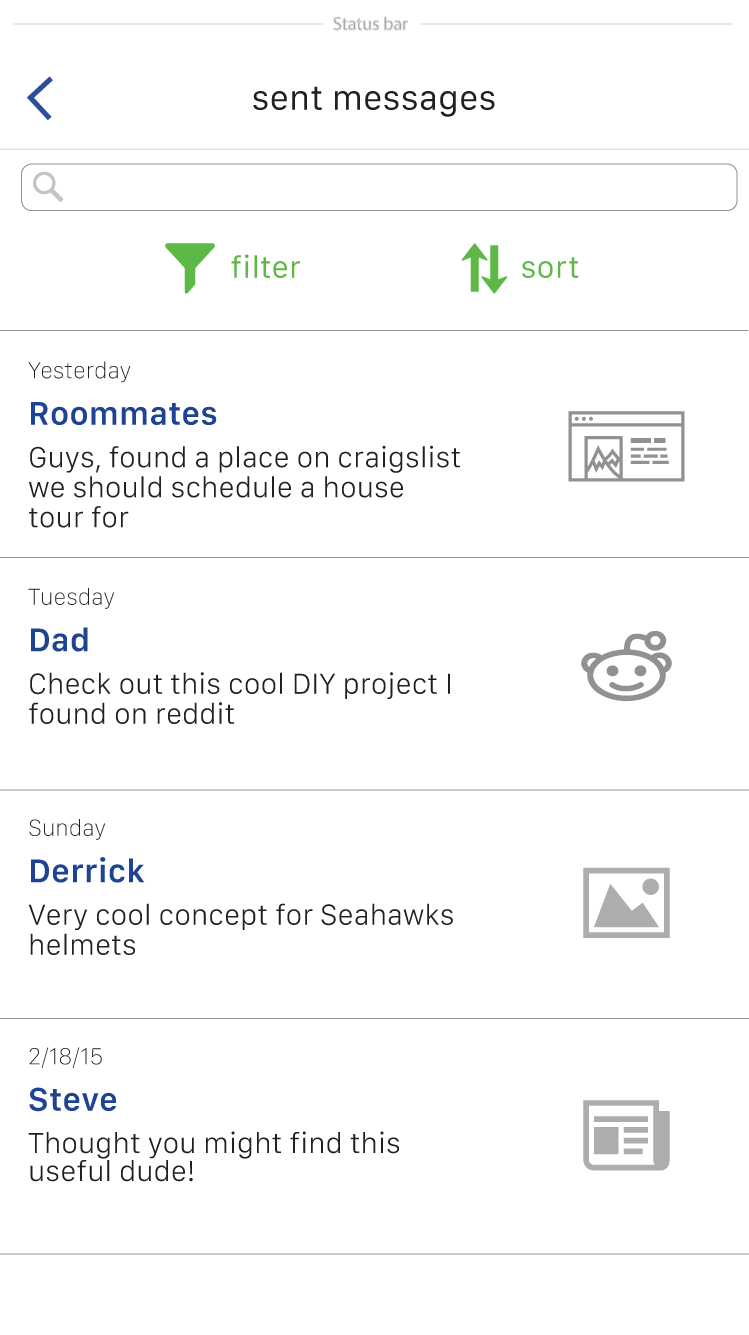 Status bar
sent messages
filter
sort
Yesterday
Roommates
Guys, found a place on craigslist
we should schedule a house
tour for
Tuesday
Dad
Check out this cool DIY project I
found on reddit
Sunday
Derrick
Very cool concept for Seahawks
helmets
2/18/15
Steve
Thought you might find this
useful dude!